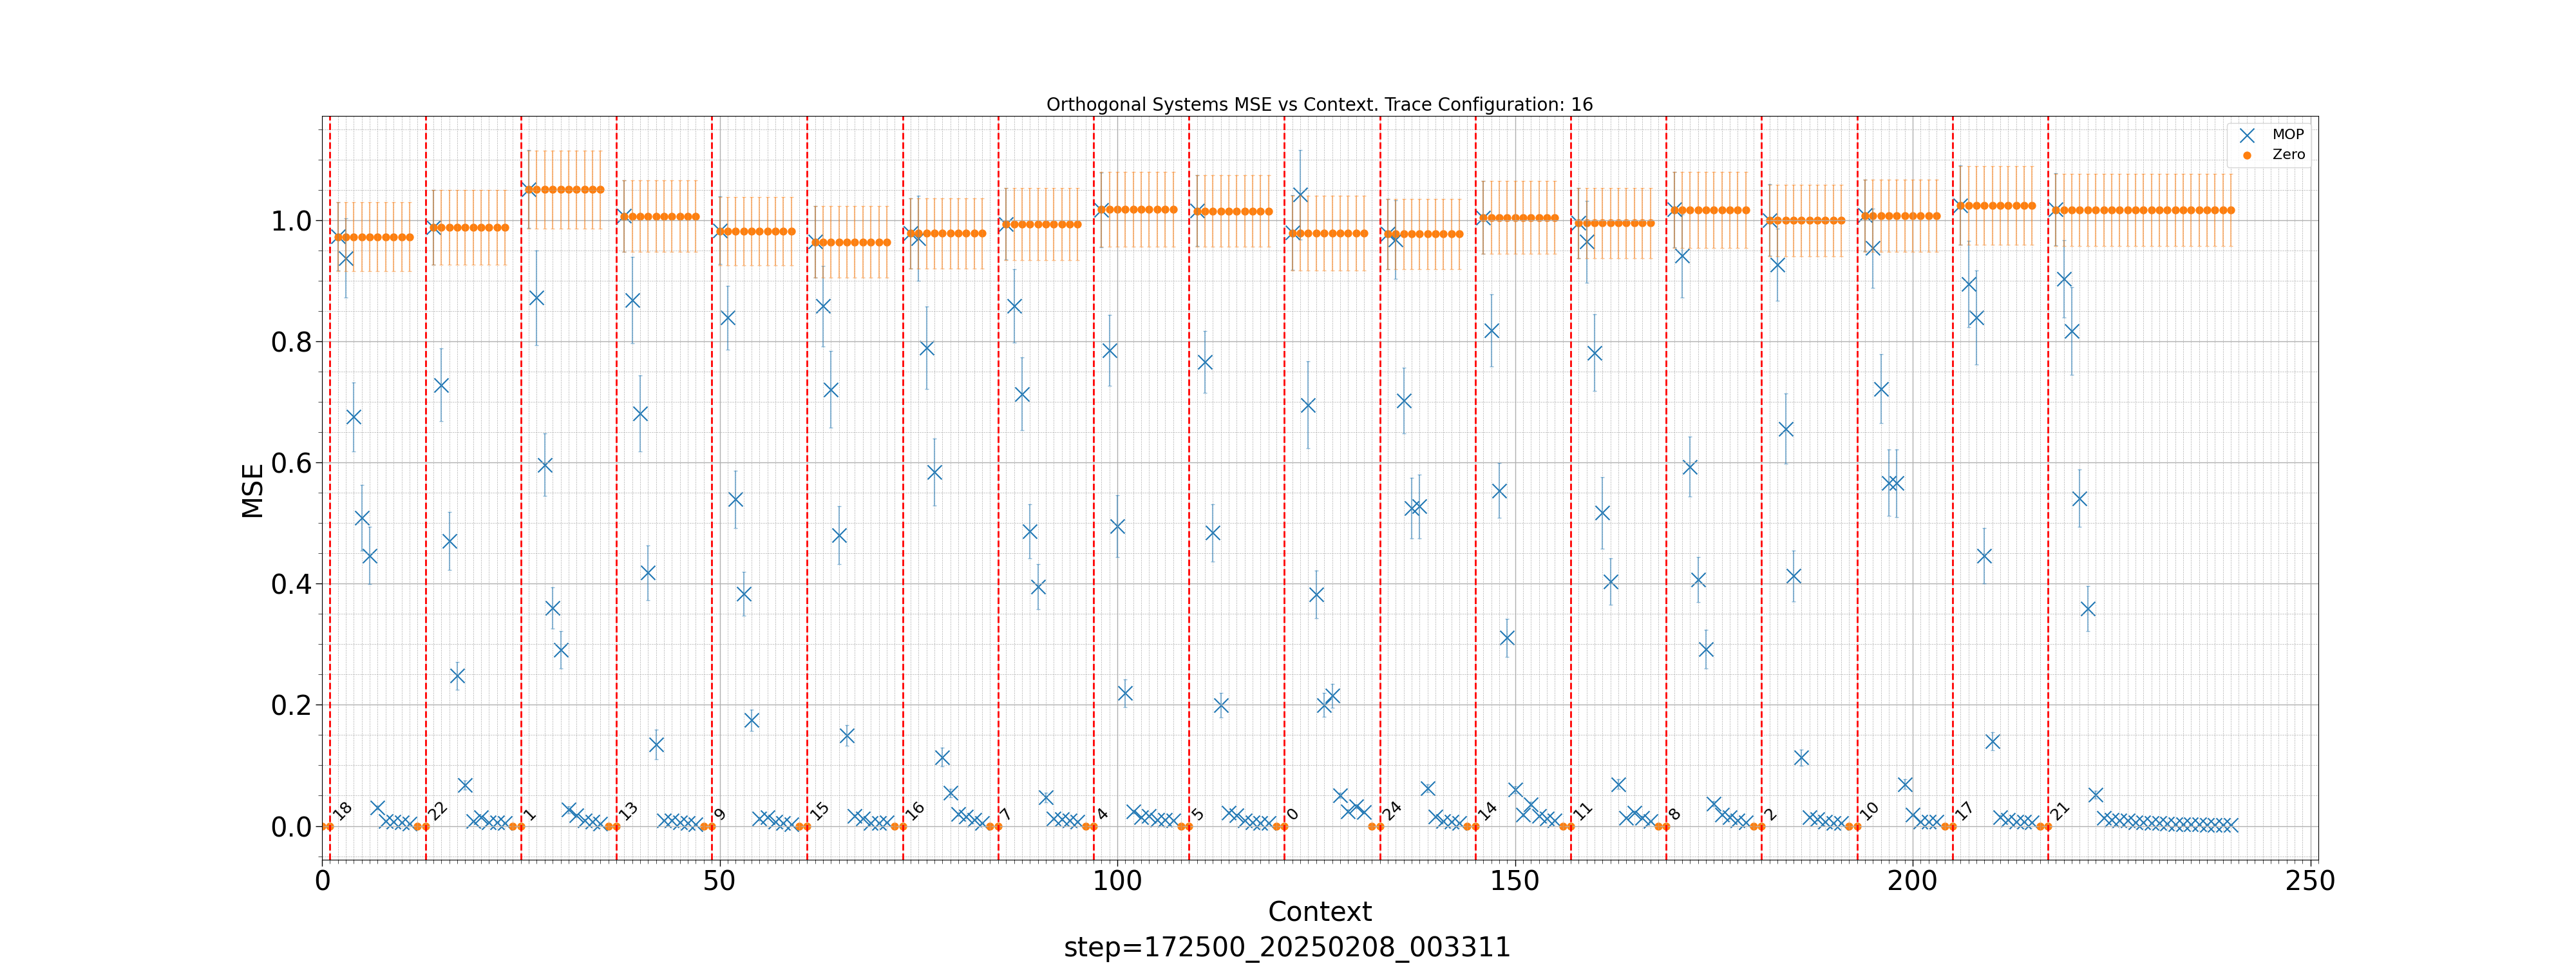 Orthogonal Systems MSE vs Context. Trace Configuration: 16
MOP
Zero
MSE
1.0
0.8
0.6
0.4
0.2
0.0
18 22 1 13 9 15 16 7 4 5 0 24 14 11 8 2 10 17 21
0 50 100 150 200 250
Context
step=172500_20250208_003311